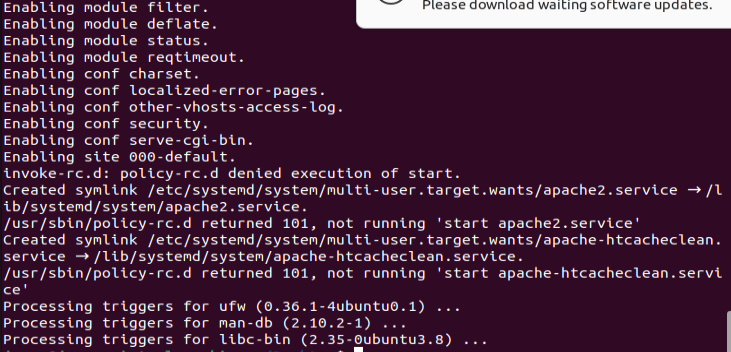 Enabling module filter.
Please download waiting software updates.
Enabling module deflate.
Enabling module status.
Enabling module reqtimeout.
Enabling conf charset.
Enabling conf localized-error-pages.
Enabling conf other-vhosts-access-log.
Enabling conf security.
Enabling conf serve-cgi-bin.
Enabling site 000-default.
invoke-rc.d: policy-rc.d denied execution of start.
Created symlink /etc/systemd/system/multi-user.target.wants/apache2.service → /l
ib/systemd/system/apache2.service.
/usr/sbin/policy-rc.d returned 101, not running 'start apache2.service'
Created symlink /etc/systemd/system/multi-user.target.wants/apache-htcacheclean.
service → /lib/systemd/system/apache-htcacheclean.service.
/usr/sbin/policy-rc.d returned 101, not running 'start apache-htcacheclean.servi
ce'
Processing triggers for ufw (0.36.1-4ubuntu0.1) ...
Processing triggers for man-db (2.10.2-1) ...
Processing triggers for libc-bin (2.35-0ubuntu3.8) ...